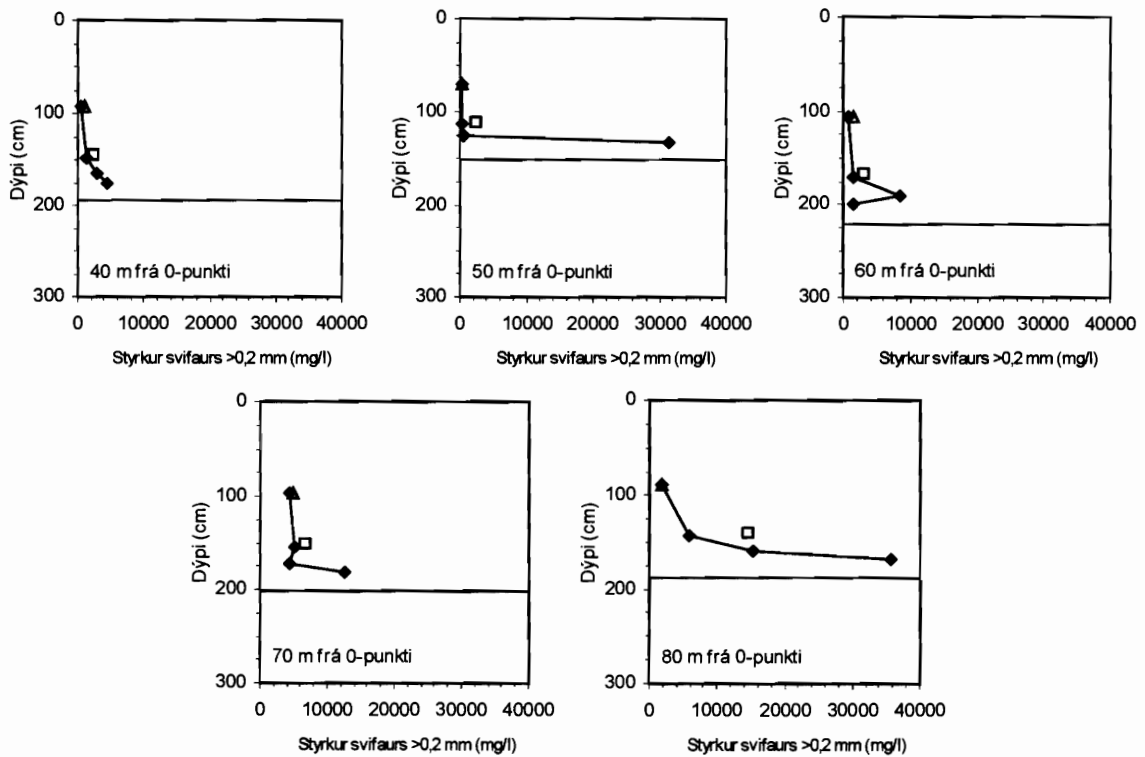 0
100
200
300
Dýpi (cm)
40 m frá 0-punkti
0 10000 20000 30000 40000
Styrkur svifaurs >0,2 mm (mg/l)
0
100
200
300
Dýpi (cm)
50 m frá 0-punkti
0 10000 20000 30000 40000
Styrkur svifaurs >0,2 mm (mg/l)
0
100
200
300
Dýpi (cm)
60 m frá 0-punkti
0 10000 20000 30000 40000
Styrkur svifaurs >0,2 mm (mg/l)
0
100
200
300
Dýpi (cm)
70 m frá 0-punkti
0 10000 20000 30000 40000
Styrkur svifaurs >0,2 mm (mg/l)
0
100
200
300
Dýpi (cm)
80 m frá 0-punkti
0 10000 20000 30000 40000
Styrkur svifaurs >0,2 mm (mg/l)